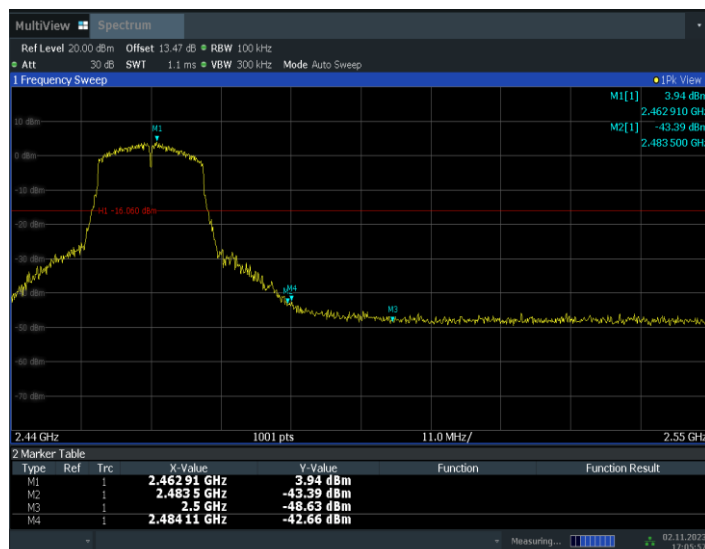 MultiView Spectrum
Ref Level 20.00 dBm Offset 13.47 dB RBW 100 kHz
Att 30 dB SWT 1.1 ms VBW 300 kHz Mode Auto Sweep
1 Frequency Sweep 1Pk View
M1[1] 3.94 dBm
2.462 910 GHz
M2[1] -43.39 dBm
2.483 500 GHz
10 dBm
M1
0 dBm
-10 dBm
H1 -16.060 dBm
-20 dBm
-30 dBm
M4
dBm
M3
-50 dBm
-60 dBm
-70 dBm
2.44 GHz 1001 pts 11.0 MHz/ 2.55 GHz
2 Marker Table
Type Ref Trc X-Value Y-Value Function Function Result
M1 1 2.462 91 GHz 3.94 dBm
M2 1 2.483 5 GHz -43.39 dBm
M3 1 2.5 GHz -48.63 dBm
M4 1 2.484 11 GHz -42.66 dBm
Measuring... 02.11.2023